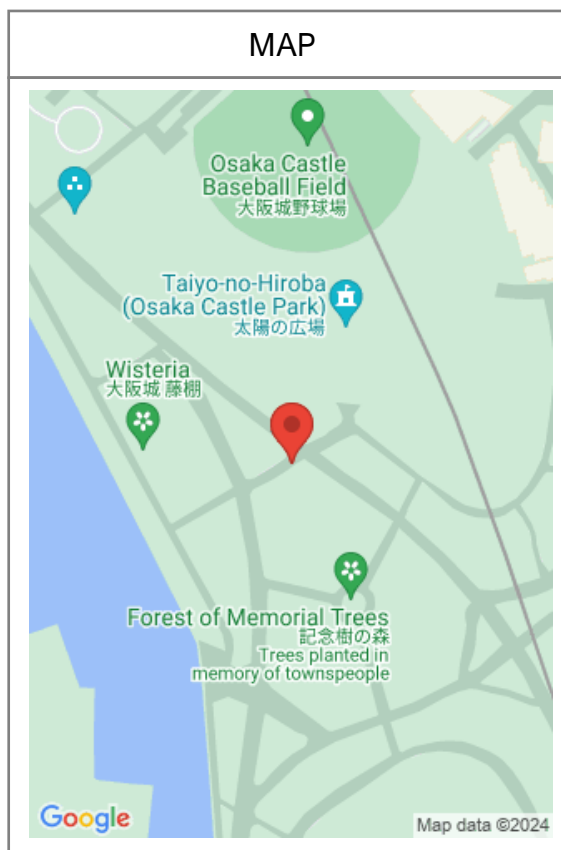 MAP
Osaka Castle
Baseball Field
大阪城野球場
Taiyo-no-Hiroba
(Osaka Castle Park)
太陽の広場
Wisteria
大阪城 藤棚
Forest of Memorial Trees
記念樹の森
Trees planted in
memory of townspeople
Google
Map data ©2024